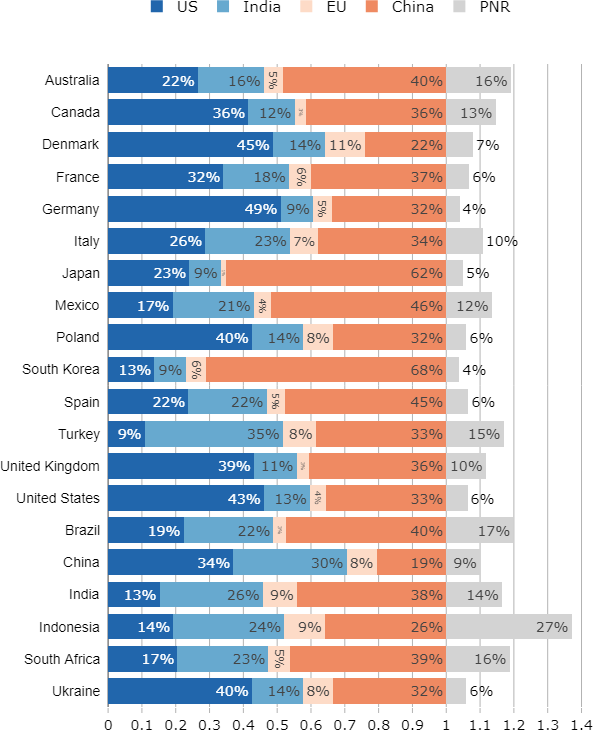 US India EU China PNR
Australia 22% 16% 5% 40% 16%
Canada 36% 12% 36% 13%
Denmark 45% 14% 11% 22% 7%
France 32% 18% 6% 37% 6%
Germany 49% 9% 5% 32% 4%
Italy 26% 23% 7% 34% 10%
Japan 23% 9% 62% 5%
Mexico 17% 21% 4% 46% 12%
Poland 40% 14% 8% 32% 6%
South Korea 13% 9% 6% 68% 4%
Spain 22% 22% 5% 45% 6%
Turkey 9% 35% 8% 33% 15%
United Kingdom 39% 11% 36% 10%
United States 43% 13% 4% 33% 6%
Brazil 19% 22% 40% 17%
China 34% 30% 8% 19% 9%
India 13% 26% 9% 38% 14%
Indonesia 14% 24% 9% 26% 27%
South Africa 17% 23% 5% 39% 16%
Ukraine 40% 14% 8% 32% 6%
0 0.1 0.2 0.3 0.4 0.5 0.6 0.7 0.8 0.9 1 1.1 1.2 1.3 1.4